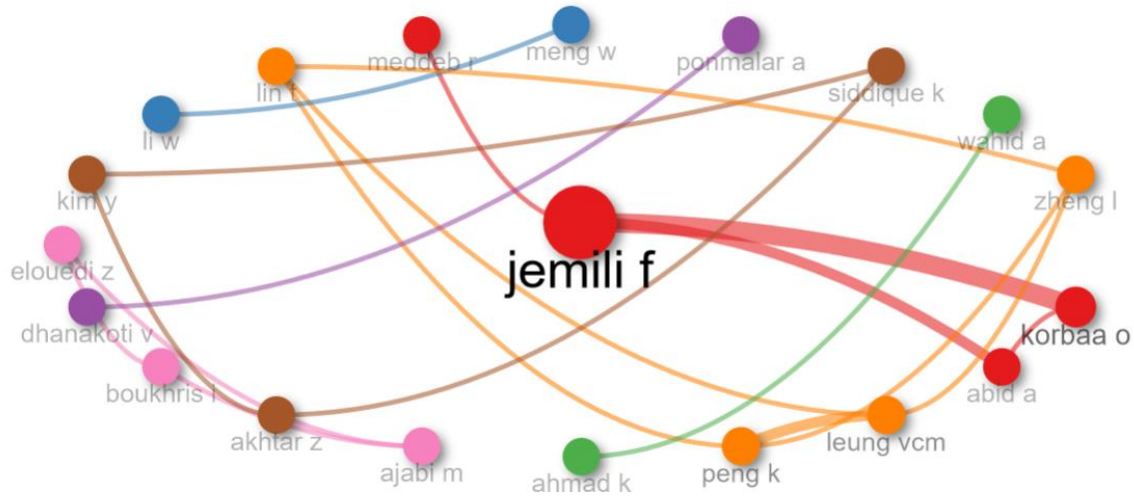 meng w
meddeb r
ponmalar a
lin t
siddique k
li w
wahid a
kim y
zheng l
jemili f
elouedi z
dhanakoti v
korbaa o
boukhris i
abid a
akhtar z
leung vcm
ajabi m
peng k
ahmad k